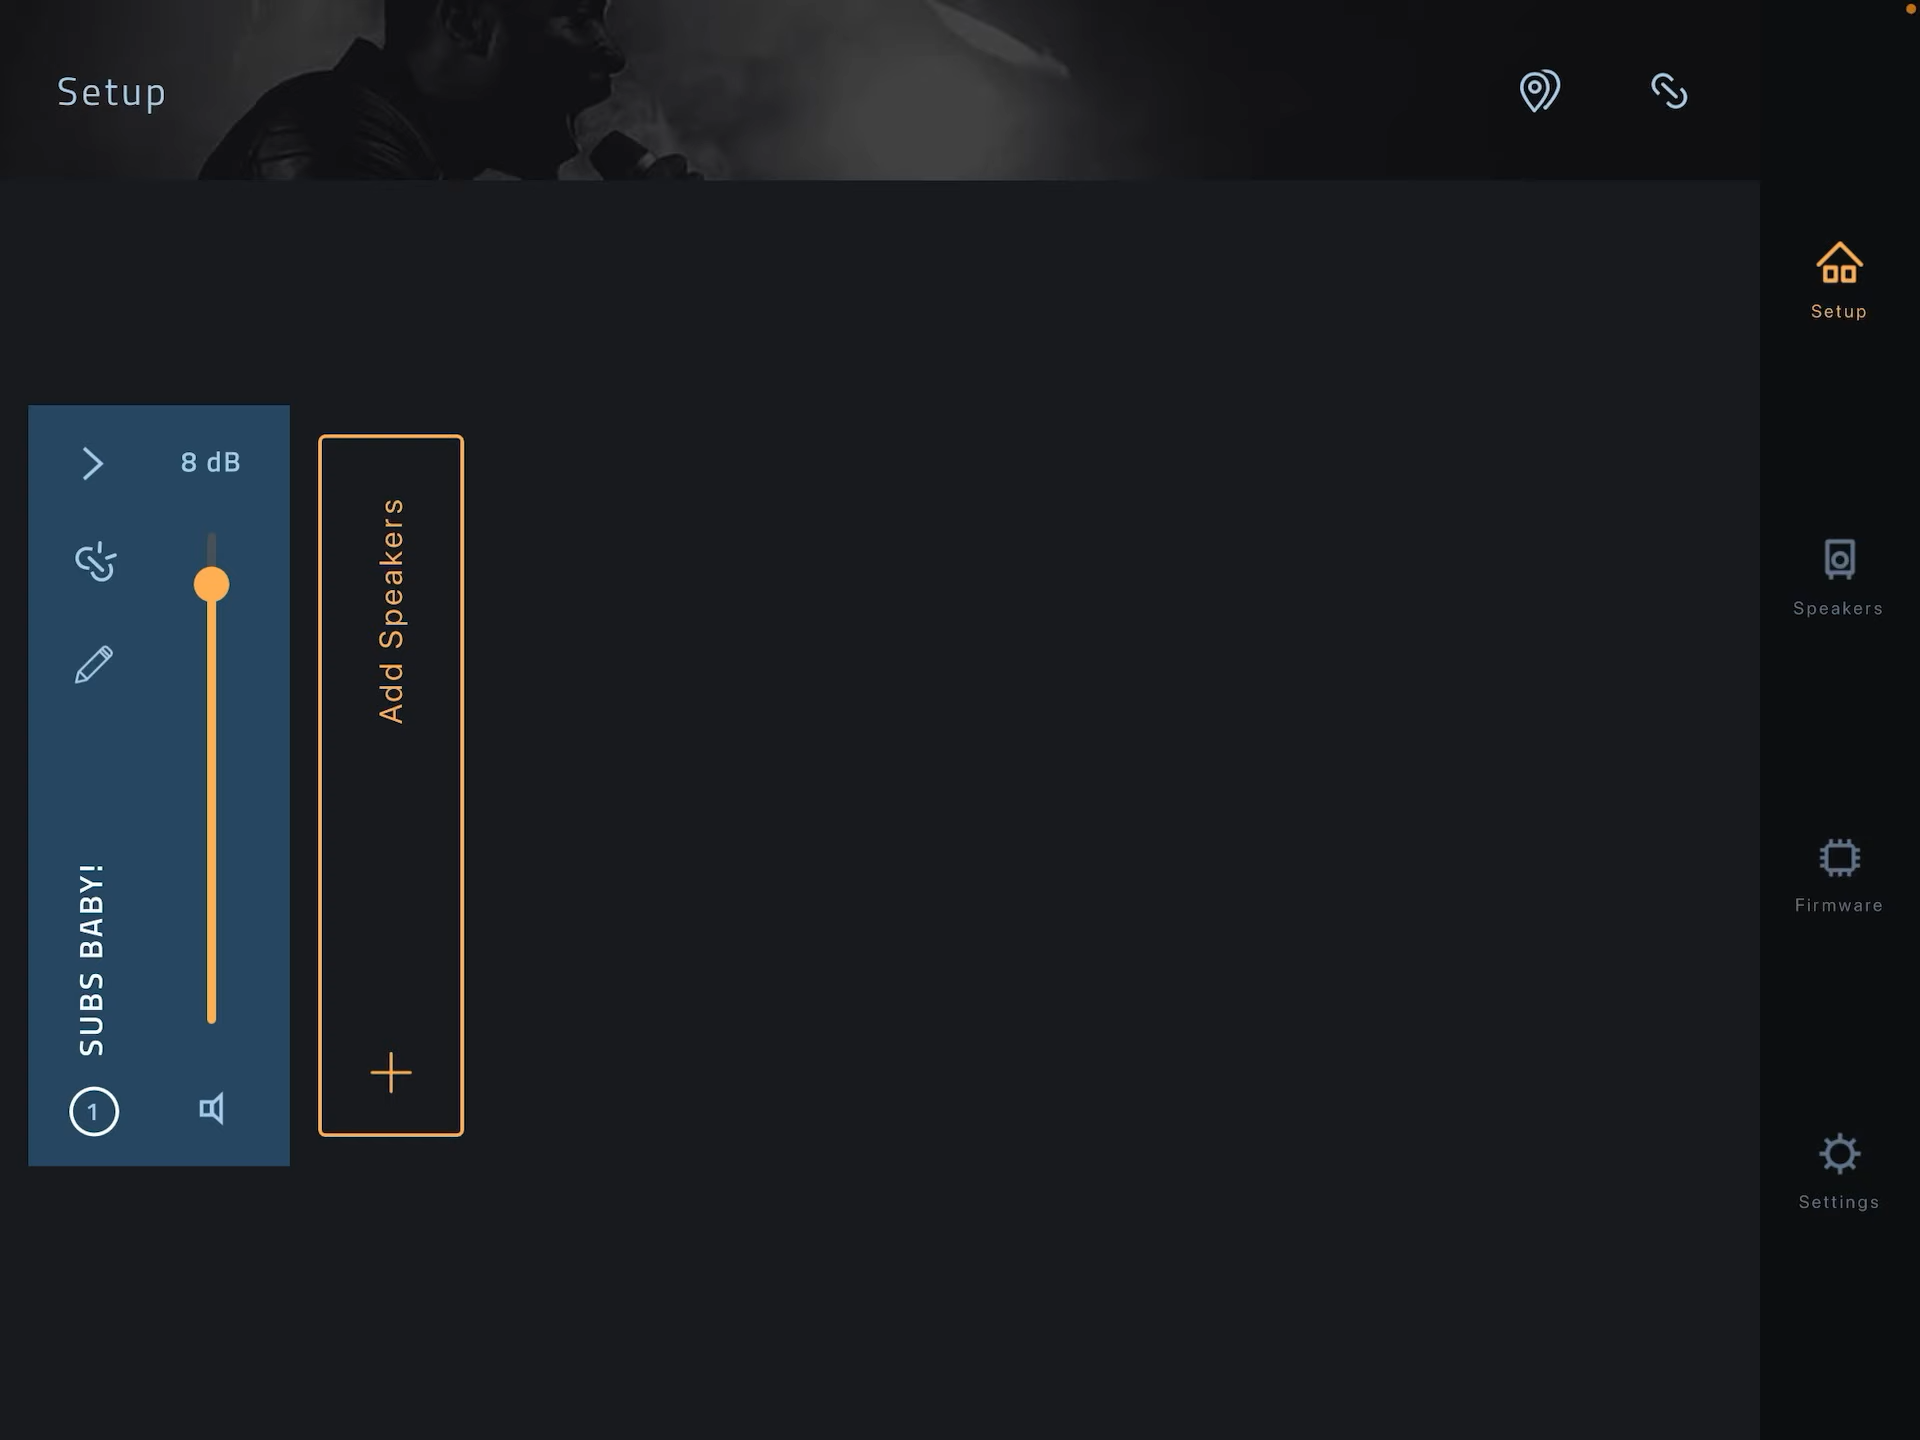 Setup
8 dB
SUBS BABY!
1
Add Speakers
Setup
Speakers
Firmware
Settings